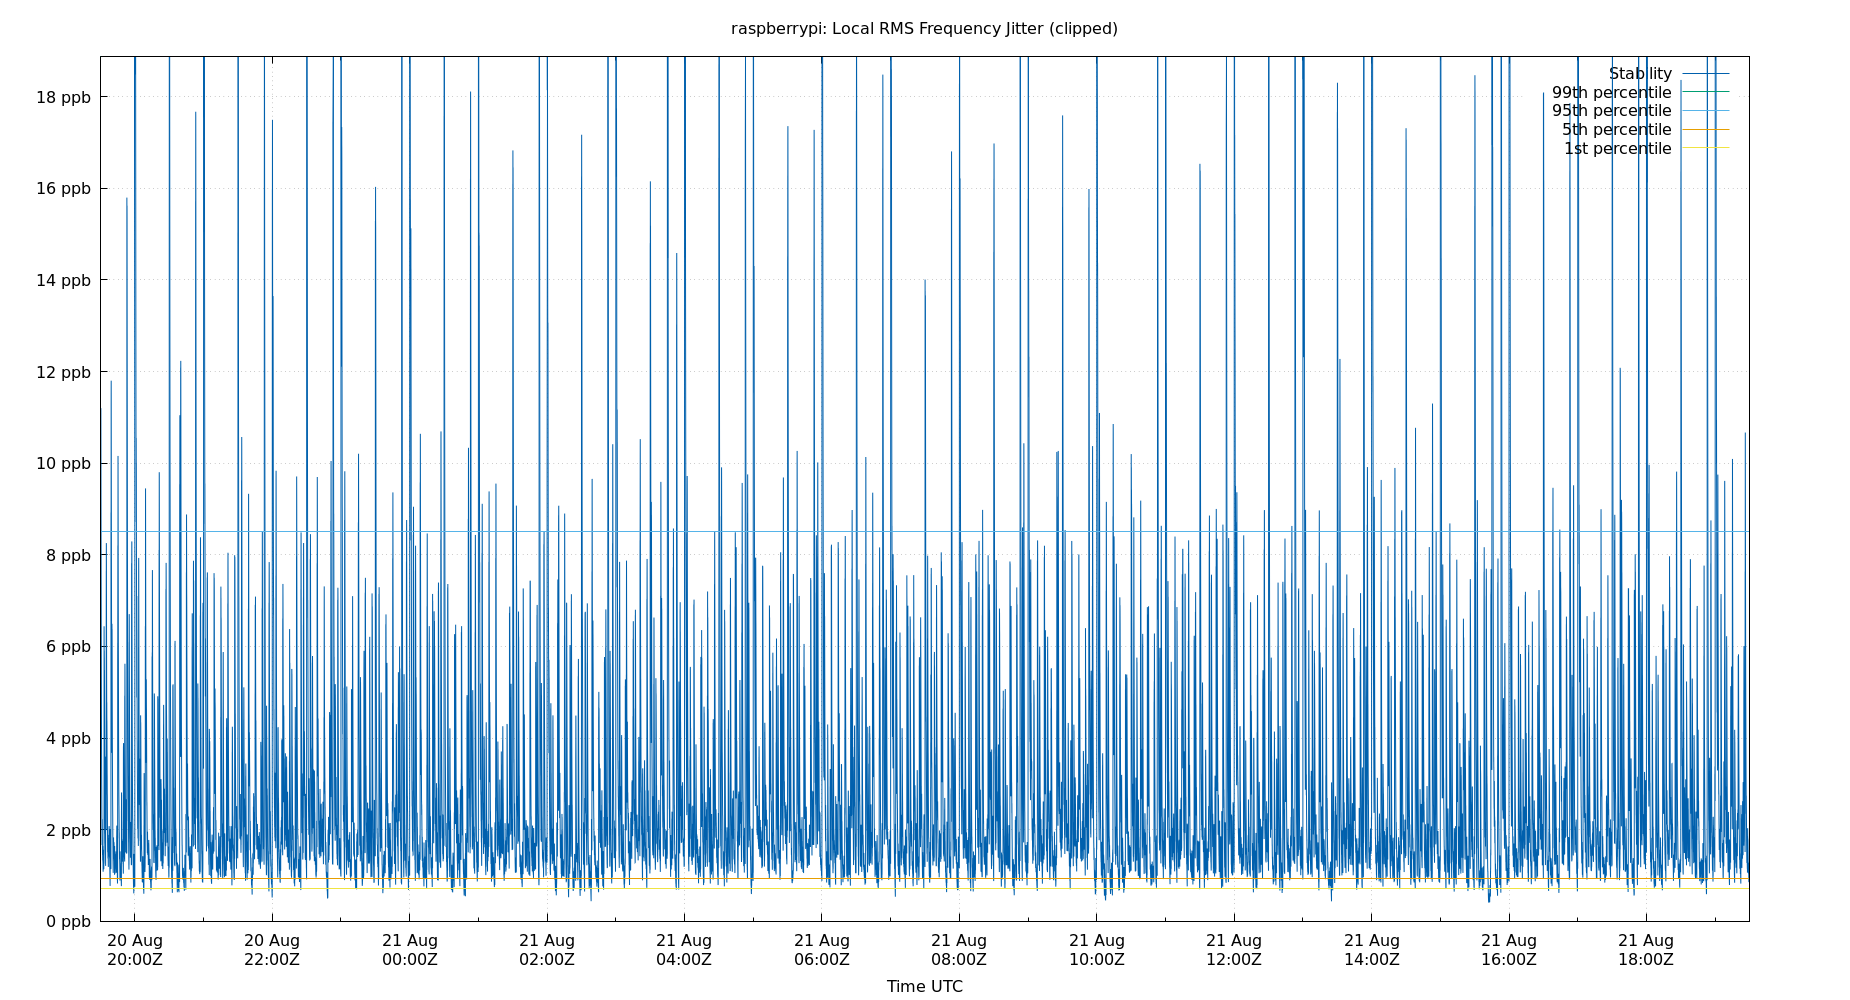 raspberrypi: Local RMS Frequency Jitter (clipped)
Stability
99th percentile
95th percentile
5th percentile
1st percentile
18 ppb
16 ppb
14 ppb
12 ppb
10 ppb
8 ppb
6 ppb
4 ppb
2 ppb
0 ppb
20 Aug 20 Aug 21 Aug 21 Aug 21 Aug 21 Aug 21 Aug 21 Aug 21 Aug 21 Aug 21 Aug 21 Aug
20:00Z 22:00Z 00:00Z 02:00Z 04:00Z 06:00Z 08:00Z 10:00Z 12:00Z 14:00Z 16:00Z 18:00Z
Time UTC